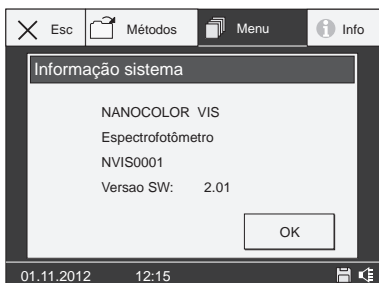 Esc Métodos Menu Info
Informação sistema
NANOCOLOR VIS
Espectrofotômetro
NVIS0001
Versao SW: 2.01
OK
01.11.2012 12:15